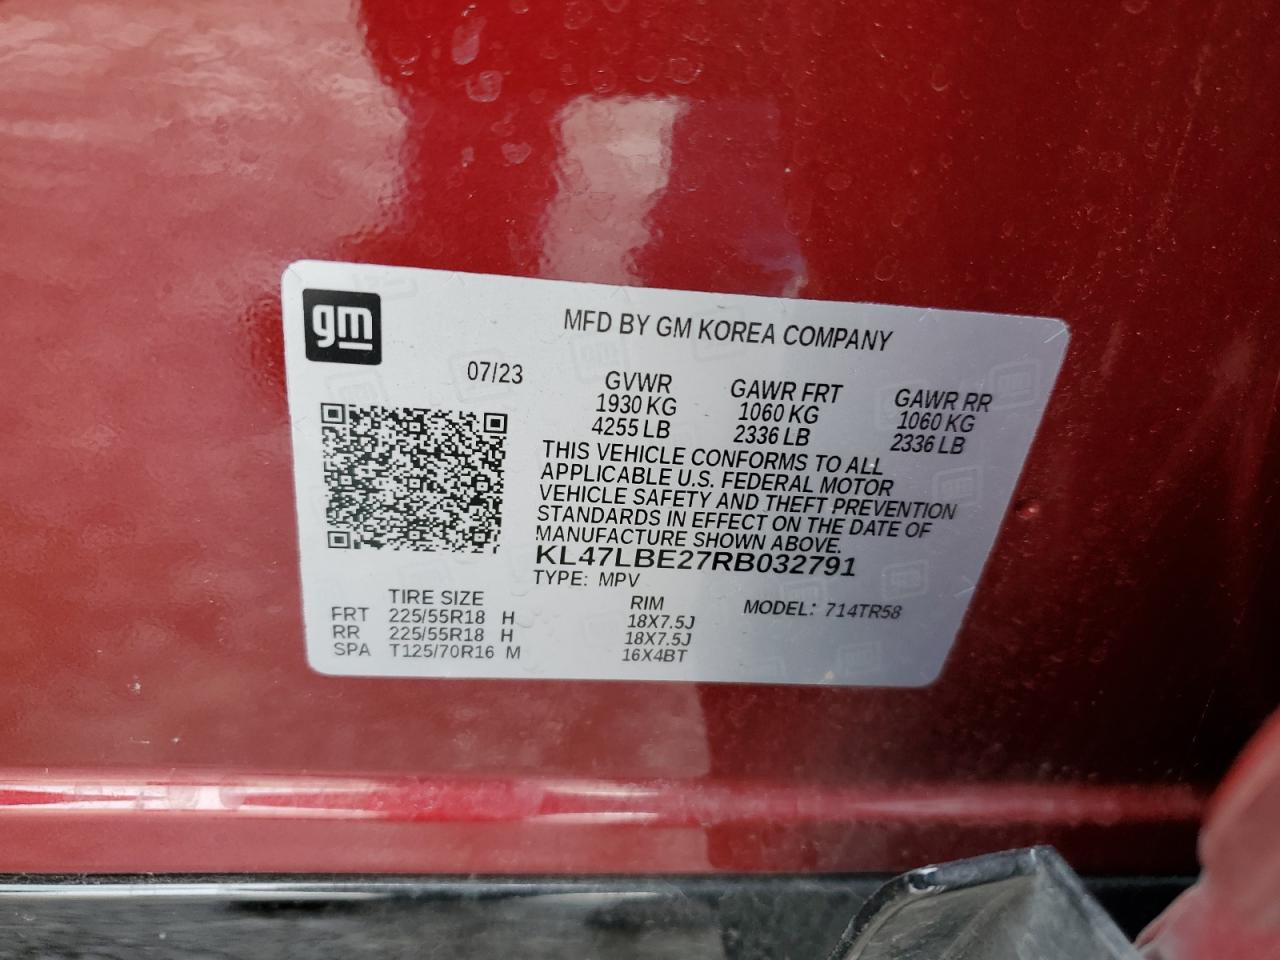 gm
MFD BY GM KOREA COMPANY
07/23
GVWR GAWR FRT GAWR RR
1930 KG 1060 KG 1060 KG
4255 LB 2336 LB 2336 LB
THIS VEHICLE CONFORMS TO ALL
APPLICABLE U.S. FEDERAL MOTOR
VEHICLE SAFETY AND THEFT PREVENTION
STANDARDS IN EFFECT ON THE DATE OF
MANUFACTURE SHOWN ABOVE.
KL47LBE27RB032791
TYPE: MPV
TIRE SIZE RIM MODEL: 714TR58
FRT 225/55R18 H 18X7.5J
RR 225/55R18 H 18X7.5J
SPA T125/70R16 M 16X4BT